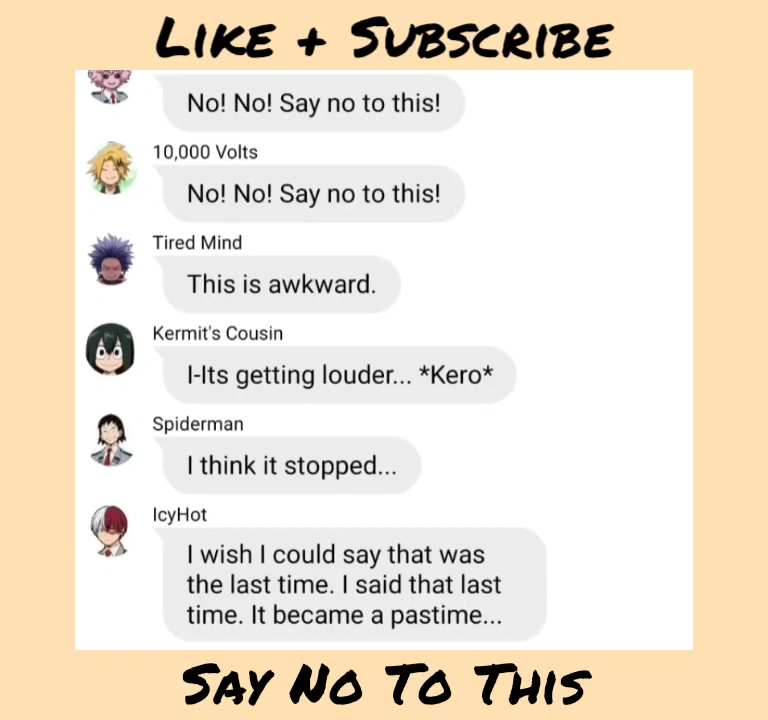 LIKE + SUBSCRIBE
No! No! Say no to this!
10,000 Volts
No! No! Say no to this!
Tired Mind
This is awkward.
Kermit's Cousin
I-Its getting louder... *Kero*
Spiderman
I think it stopped...
IcyHot
I wish I could say that was
the last time. I said that last
time. It became a pastime...
SAY NO TO THIS